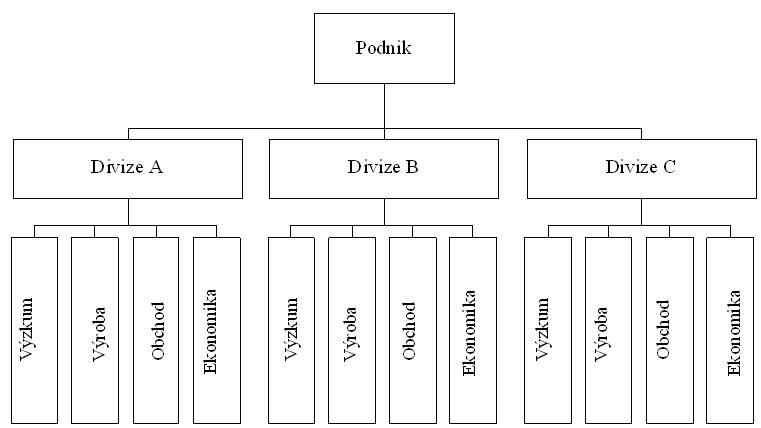 Podnik
Divize A
Divize B
Divize C
Výzkum
Výroba
Obchod
Ekonomika
Výzkum
Výroba
Obchod
Ekonomika
Výzkum
Výroba
Obchod
Ekonomika